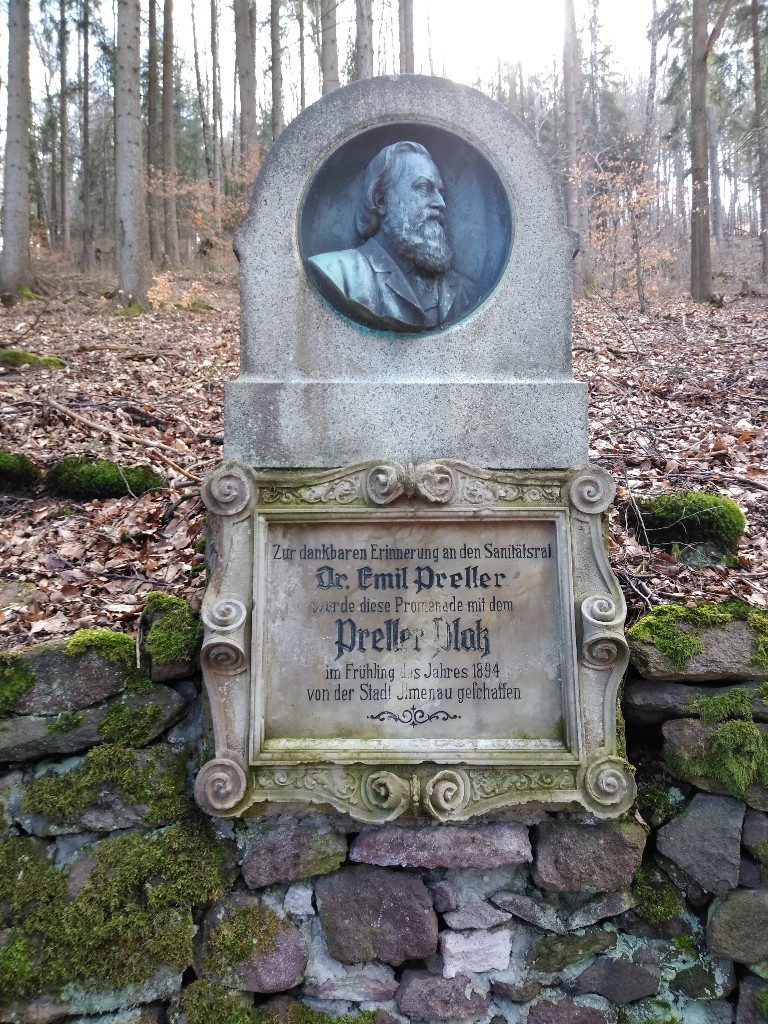 Zur dankbaren Erinnerung an den Sanitätsrat
Dr. Emil Preller
wurde diese Promenade mit dem
Preller Platz
im Frühling des Jahres 1894
von der Stadt Ilmenau geschaffen